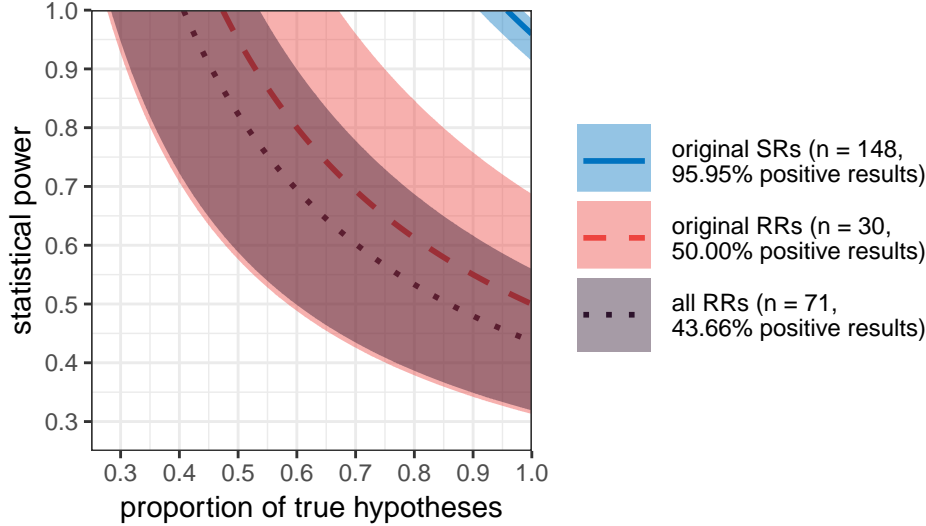 1.0
0.9
0.8
0.7
0.6
0.5
0.4
0.3
statistical power
0.3 0.4 0.5 0.6 0.7 0.8 0.9 1.0
proportion of true hypotheses
original SRs (n = 148,
95.95% positive results)
original RRs (n = 30,
50.00% positive results)
all RRs (n = 71,
43.66% positive results)